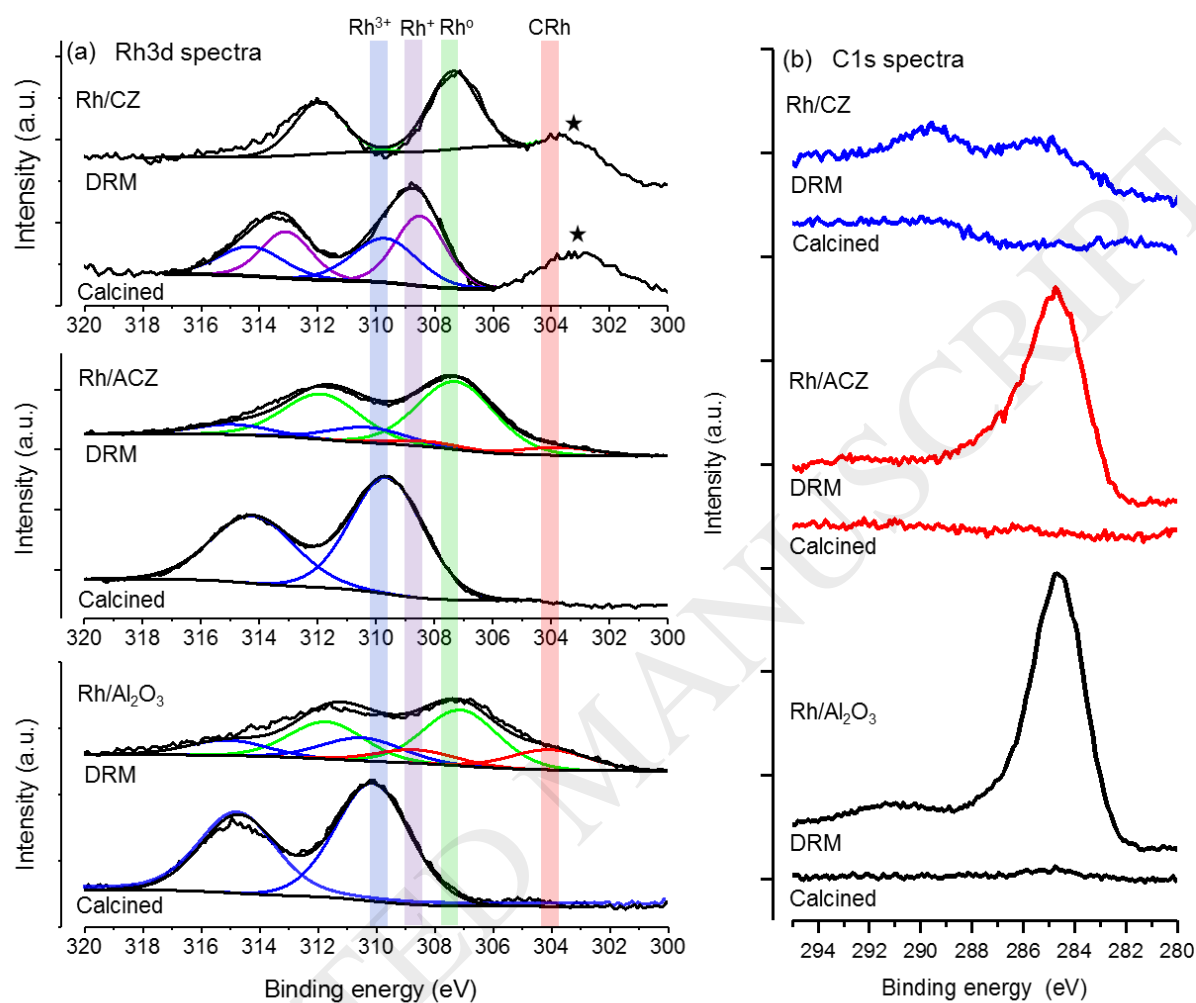 Rh³⁺ Rh⁺ Rh⁰ CRh
(a) Rh3d spectra
Rh/CZ
★
DRM
★
Calcined
Intensity (a.u.)
320 318 316 314 312 310 308 306 304 302 300
Rh/ACZ
DRM
Calcined
Intensity (a.u.)
320 318 316 314 312 310 308 306 304 302 300
Rh/Al₂O₃
DRM
Calcined
Intensity (a.u.)
320 318 316 314 312 310 308 306 304 302 300
Binding energy (eV)
(b) C1s spectra
Rh/CZ
DRM
Calcined
Rh/ACZ
DRM
Calcined
Rh/Al₂O₃
DRM
Calcined
Intensity (a.u.)
294 292 290 288 286 284 282 280
Binding energy (eV)
TED MANUSCRIPT